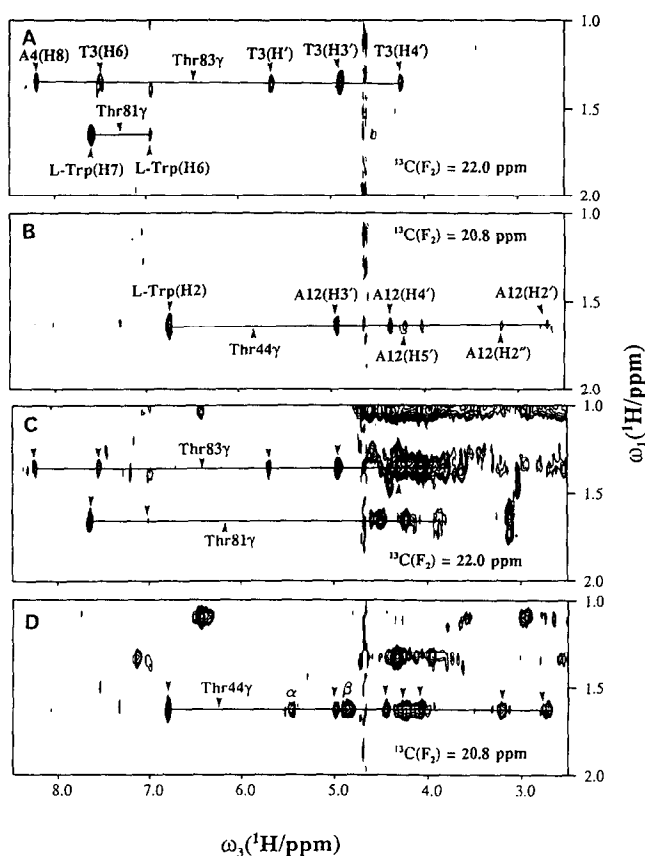 A
A4(H8)
T3(H6)
Thr83γ
T3(H′)
T3(H3′)
T3(H4′)
1.0
Thr81γ
1.5
L-Trp(H7)
L-Trp(H6)
b
¹³C(F₂) = 22.0 ppm
2.0
B
¹³C(F₂) = 20.8 ppm
1.0
L-Trp(H2)
A12(H3′)
A12(H4′)
A12(H2′)
1.5
Thr44γ
A12(H5′)
A12(H2″)
2.0
C
1.0
Thr83γ
1.5
Thr81γ
¹³C(F₂) = 22.0 ppm
2.0
D
1.0
Thr44γ
α
β
1.5
¹³C(F₂) = 20.8 ppm
2.0
8.0 7.0 6.0 5.0 4.0 3.0
ω₃(¹H/ppm)
ω₁(¹H/ppm)